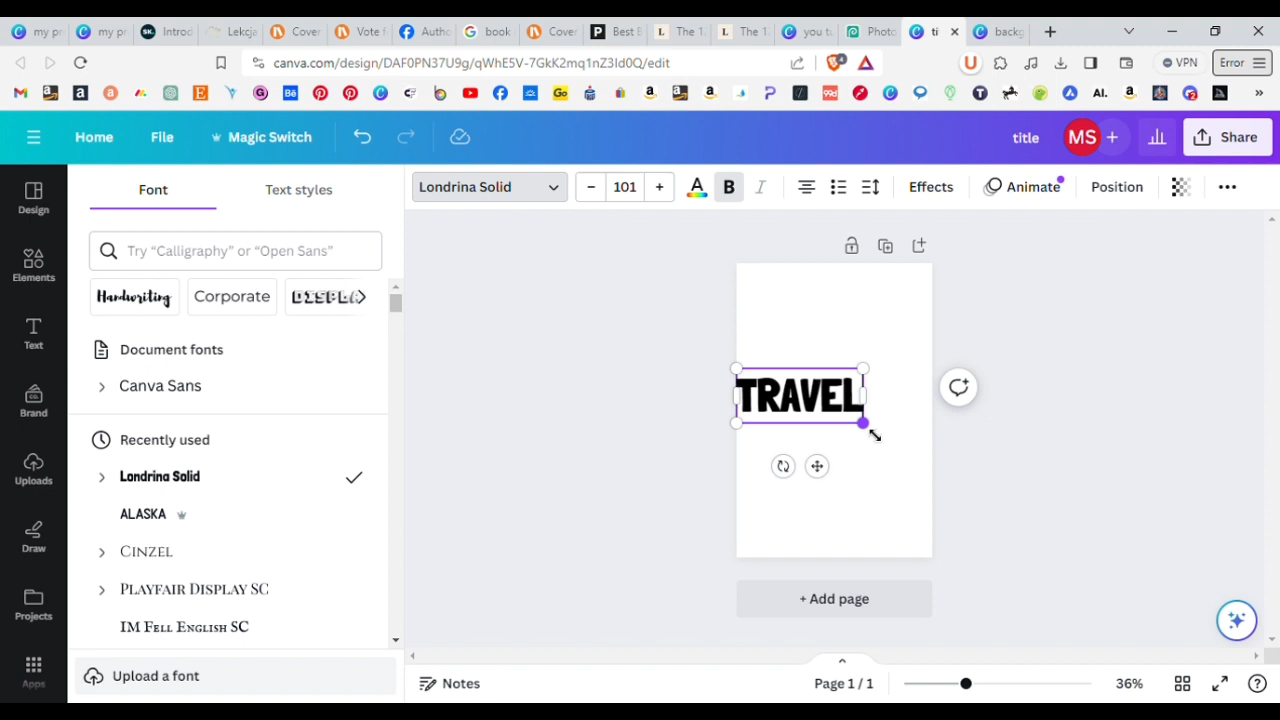 my pr
my pr
SK.
Introd
Lekcja
Cover
Vote f
Autho
book
Cover
Best B
The 1
The 1
you tu
Photo
ti
backg
canva.com/design/DAF0PN37U9g/qWhE5V-7GkK2mq1nZ3Id0Q/edit
VPN
Error
Home
File
Magic Switch
title
MS
Share
Font
Text styles
Londrina Solid
101
A
B
I
Effects
Animate
Position
Design
Elements
Text
Brand
Uploads
Draw
Projects
Apps
Try “Calligraphy” or “Open Sans”
Handwriting
Corporate
DISPLA
Document fonts
Canva Sans
Recently used
Londrina Solid
ALASKA
CINZEL
PLAYFAIR DISPLAY SC
IM FELL ENGLISH SC
Upload a font
TRAVEL
+ Add page
Notes
Page 1 / 1
36%